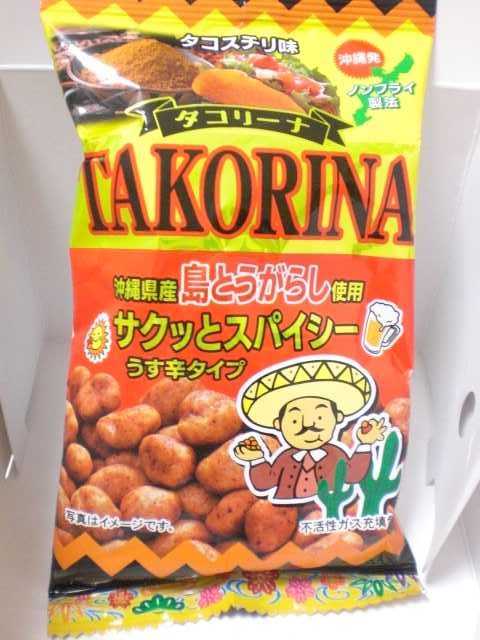 タコスチリ味
沖縄発
ノンフライ
製法
タコリーナ
TAKORINA
沖縄県産島とうがらし使用
サクッとスパイシー
うす辛タイプ
写真はイメージです。
不活性ガス充填